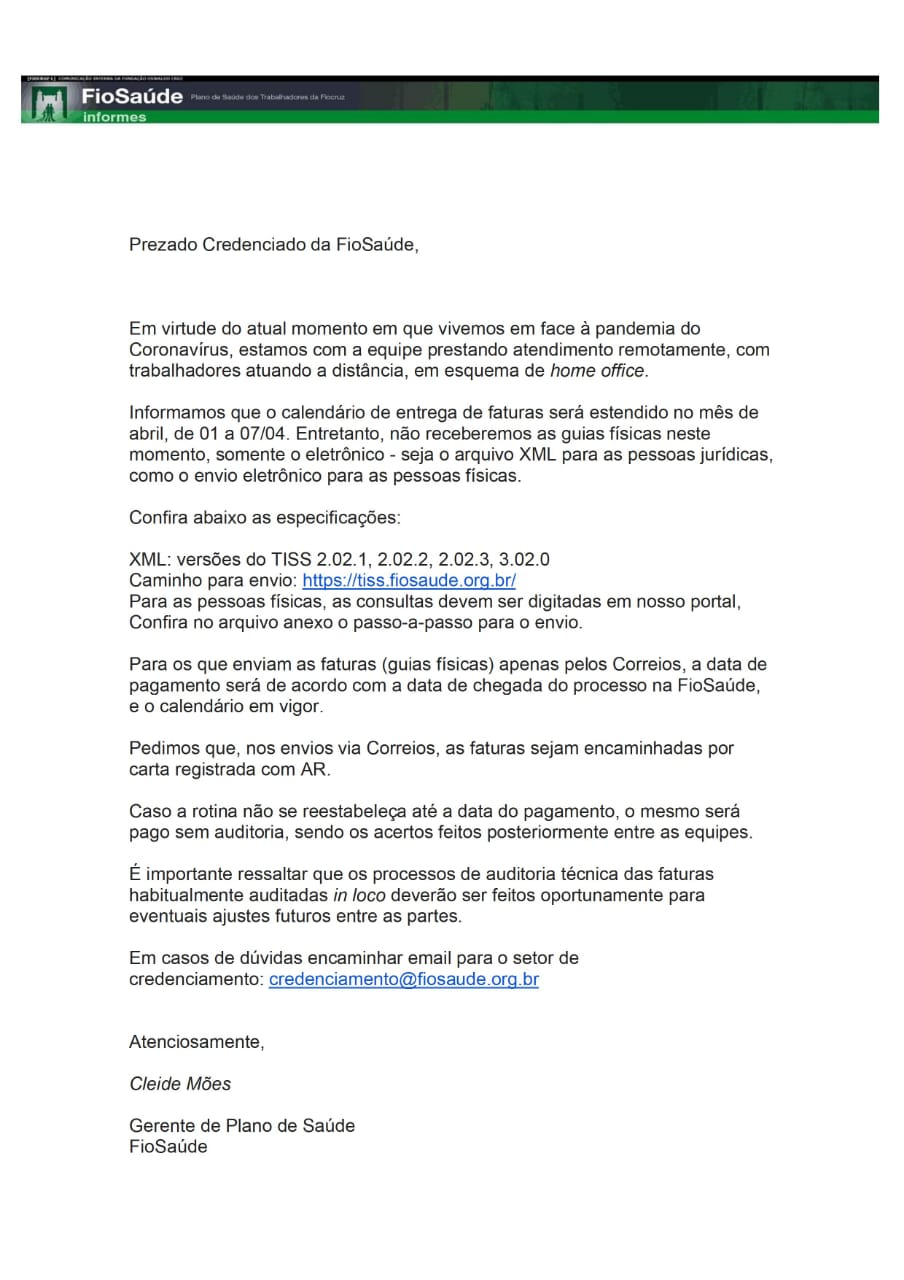 [FIOCRUZ-L] COMUNICAÇÃO INTERNA DA FUNDAÇÃO OSWALDO CRUZ
FioSaúde Plano de Saúde dos Trabalhadores da Fiocruz
informes
Prezado Credenciado da FioSaúde,
Em virtude do atual momento em que vivemos em face à pandemia do
Coronavírus, estamos com a equipe prestando atendimento remotamente, com
trabalhadores atuando a distância, em esquema de home office.
Informamos que o calendário de entrega de faturas será estendido no mês de
abril, de 01 a 07/04. Entretanto, não receberemos as guias físicas neste
momento, somente o eletrônico - seja o arquivo XML para as pessoas jurídicas,
como o envio eletrônico para as pessoas físicas.
Confira abaixo as especificações:
XML: versões do TISS 2.02.1, 2.02.2, 2.02.3, 3.02.0
Caminho para envio: https://tiss.fiosaude.org.br/
Para as pessoas físicas, as consultas devem ser digitadas em nosso portal,
Confira no arquivo anexo o passo-a-passo para o envio.
Para os que enviam as faturas (guias físicas) apenas pelos Correios, a data de
pagamento será de acordo com a data de chegada do processo na FioSaúde,
e o calendário em vigor.
Pedimos que, nos envios via Correios, as faturas sejam encaminhadas por
carta registrada com AR.
Caso a rotina não se reestabeleça até a data do pagamento, o mesmo será
pago sem auditoria, sendo os acertos feitos posteriormente entre as equipes.
É importante ressaltar que os processos de auditoria técnica das faturas
habitualmente auditadas in loco deverão ser feitos oportunamente para
eventuais ajustes futuros entre as partes.
Em casos de dúvidas encaminhar email para o setor de
credenciamento: credenciamento@fiosaude.org.br
Atenciosamente,
Cleide Mões
Gerente de Plano de Saúde
FioSaúde